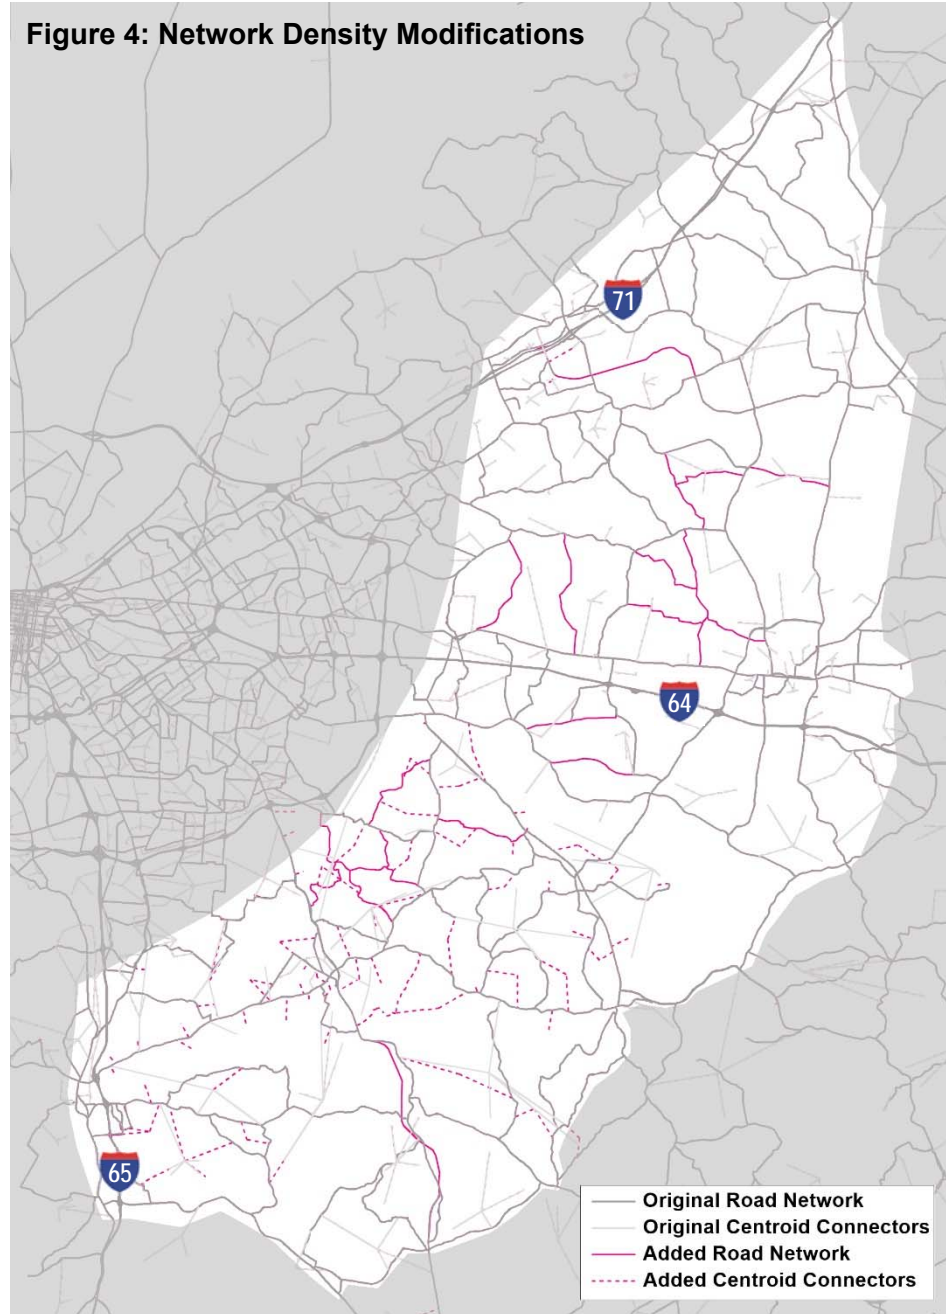 Figure 4: Network Density Modifications
71
64
65
Original Road Network
Original Centroid Connectors
Added Road Network
Added Centroid Connectors